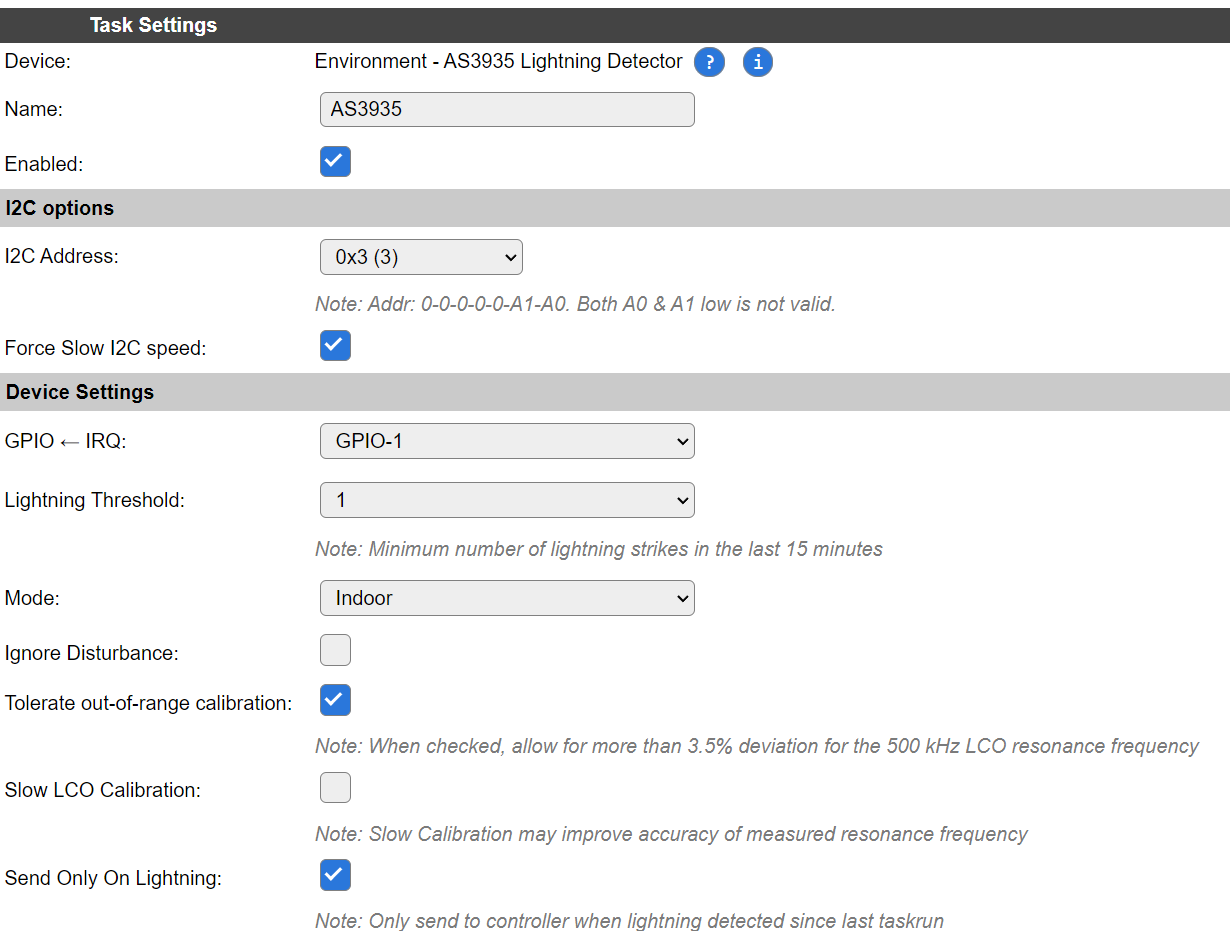 Task Settings
Device: Environment - AS3935 Lightning Detector ? i
Name: AS3935
Enabled:
I2C options
I2C Address: 0x3 (3)
Note: Addr: 0-0-0-0-0-A1-A0. Both A0 & A1 low is not valid.
Force Slow I2C speed:
Device Settings
GPIO ← IRQ: GPIO-1
Lightning Threshold: 1
Note: Minimum number of lightning strikes in the last 15 minutes
Mode: Indoor
Ignore Disturbance:
Tolerate out-of-range calibration:
Note: When checked, allow for more than 3.5% deviation for the 500 kHz LCO resonance frequency
Slow LCO Calibration:
Note: Slow Calibration may improve accuracy of measured resonance frequency
Send Only On Lightning:
Note: Only send to controller when lightning detected since last taskrun